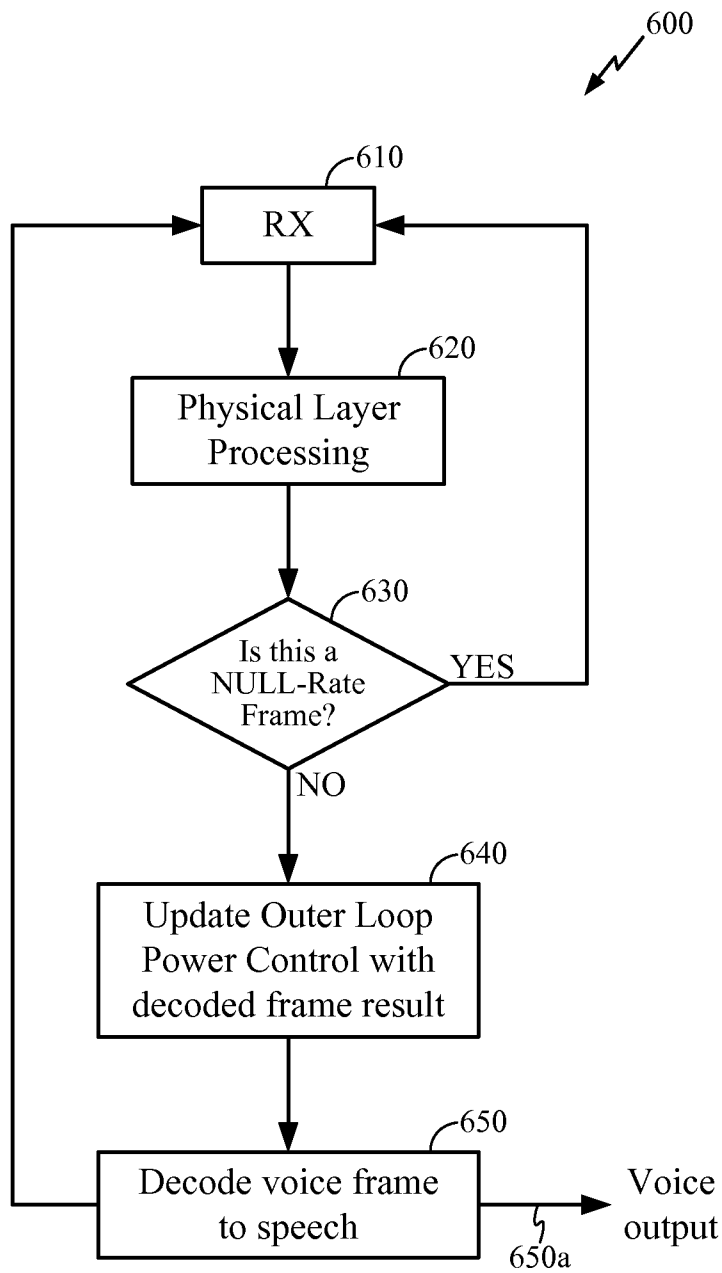 600
610
RX
620
Physical Layer
Processing
630
Is this a
NULL-Rate
Frame?
YES
NO
640
Update Outer Loop
Power Control with
decoded frame result
650
Decode voice frame
to speech
650a
Voice
output